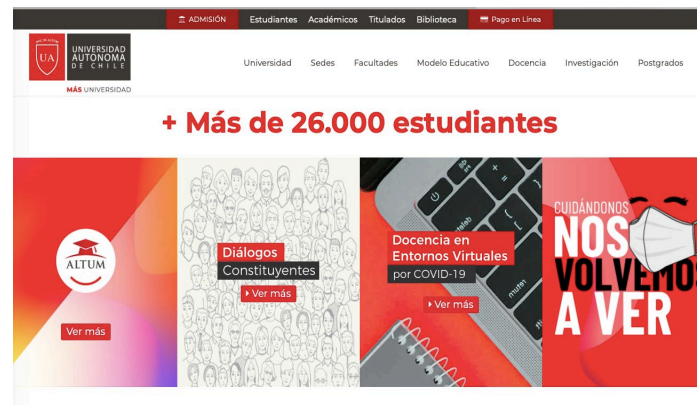 ADMISIÓN Estudiantes Académicos Titulados Biblioteca Pago en Línea
UA
UNIVERSIDAD
AUTÓNOMA
DE CHILE
MÁS UNIVERSIDAD
Universidad Sedes Facultades Modelo Educativo Docencia Investigación Postgrados
+ Más de 26.000 estudiantes
ALTUM
Ver más
Diálogos
Constituyentes
Ver más
Docencia en
Entornos Virtuales
por COVID-19
Ver más
CUIDÁNDONOS
NOS
VOLVEMOS
A VER